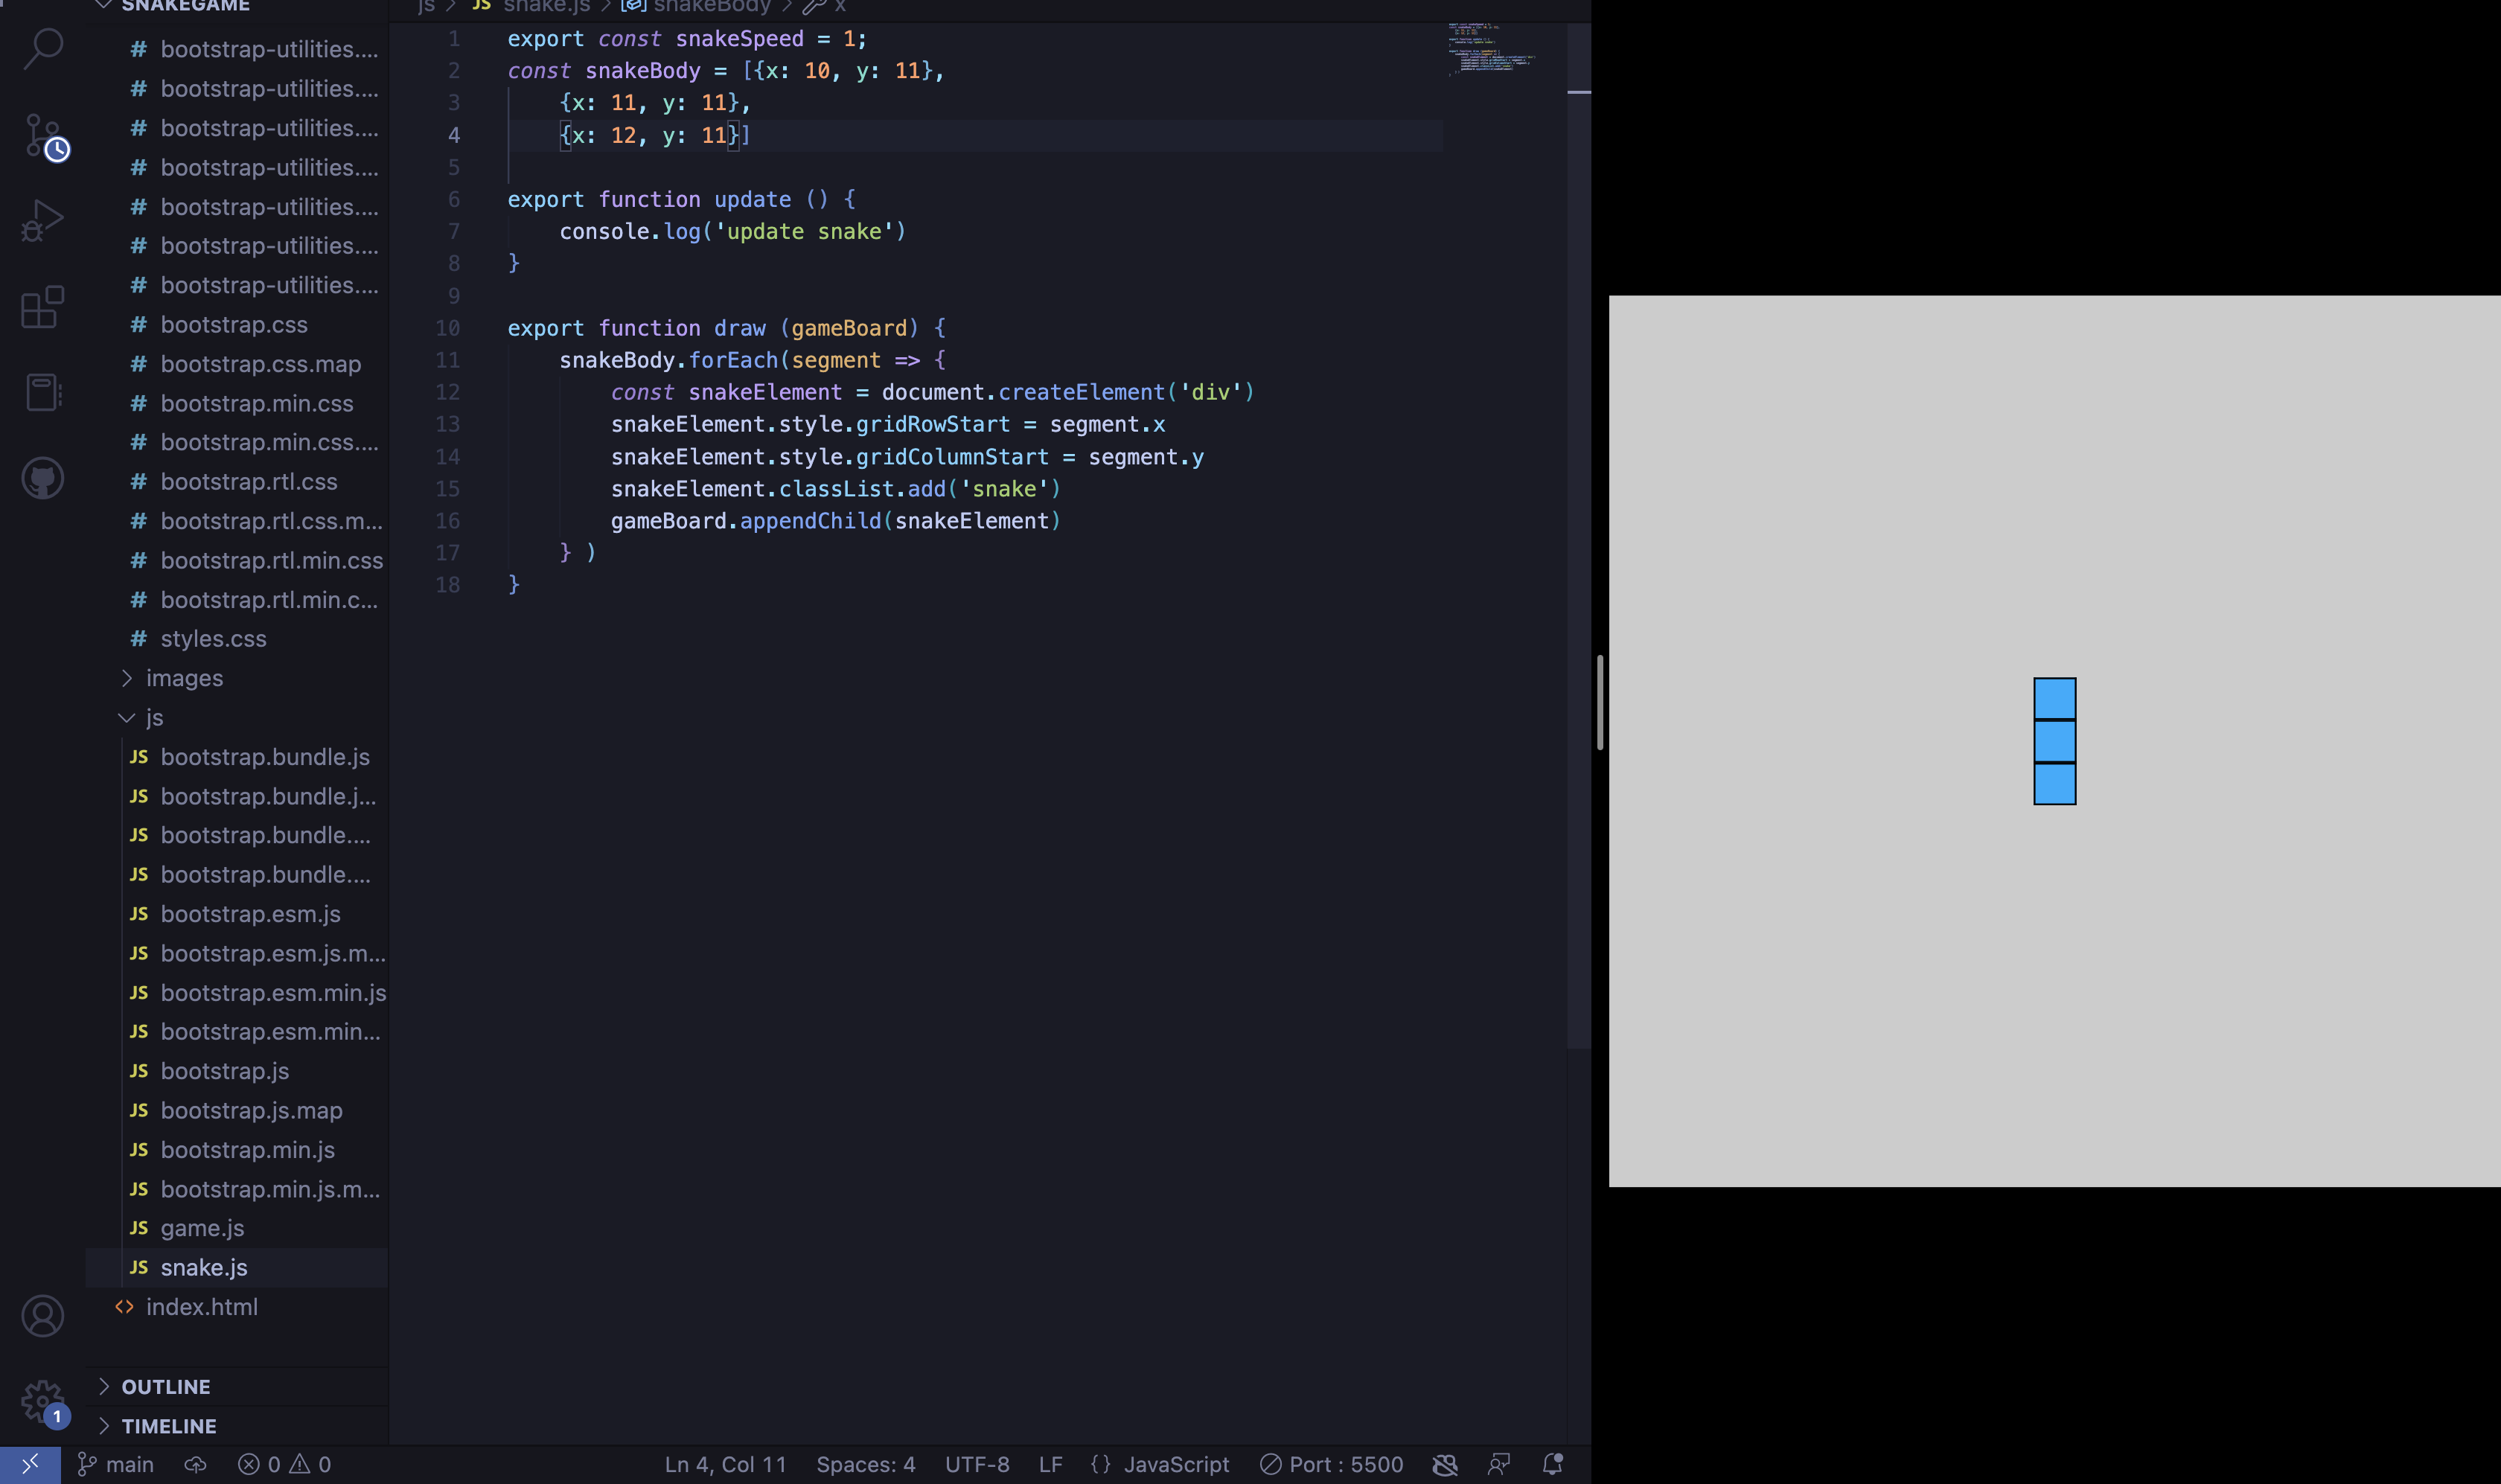 SNAKEGAME
# bootstrap-utilities....
# bootstrap-utilities....
# bootstrap-utilities....
# bootstrap-utilities....
# bootstrap-utilities....
# bootstrap-utilities....
# bootstrap-utilities....
# bootstrap.css
# bootstrap.css.map
# bootstrap.min.css
# bootstrap.min.css....
# bootstrap.rtl.css
# bootstrap.rtl.css.m...
# bootstrap.rtl.min.css
# bootstrap.rtl.min.c...
# styles.css
images
js
JS bootstrap.bundle.js
JS bootstrap.bundle.j...
JS bootstrap.bundle....
JS bootstrap.bundle....
JS bootstrap.esm.js
JS bootstrap.esm.js.m...
JS bootstrap.esm.min.js
JS bootstrap.esm.min...
JS bootstrap.js
JS bootstrap.js.map
JS bootstrap.min.js
JS bootstrap.min.js.m...
JS game.js
JS snake.js
<> index.html
OUTLINE
1
TIMELINE
js > JS snake.js > snakeBody > x
1 export const snakeSpeed = 1;
2 const snakeBody = [{x: 10, y: 11},
3 {x: 11, y: 11},
4 {x: 12, y: 11}]
5
6 export function update () {
7 console.log('update snake')
8 }
9
10 export function draw (gameBoard) {
11 snakeBody.forEach(segment => {
12 const snakeElement = document.createElement('div')
13 snakeElement.style.gridRowStart = segment.x
14 snakeElement.style.gridColumnStart = segment.y
15 snakeElement.classList.add('snake')
16 gameBoard.appendChild(snakeElement)
17 } )
18 }
main 0 0 Ln 4, Col 11 Spaces: 4 UTF-8 LF {} JavaScript Port : 5500